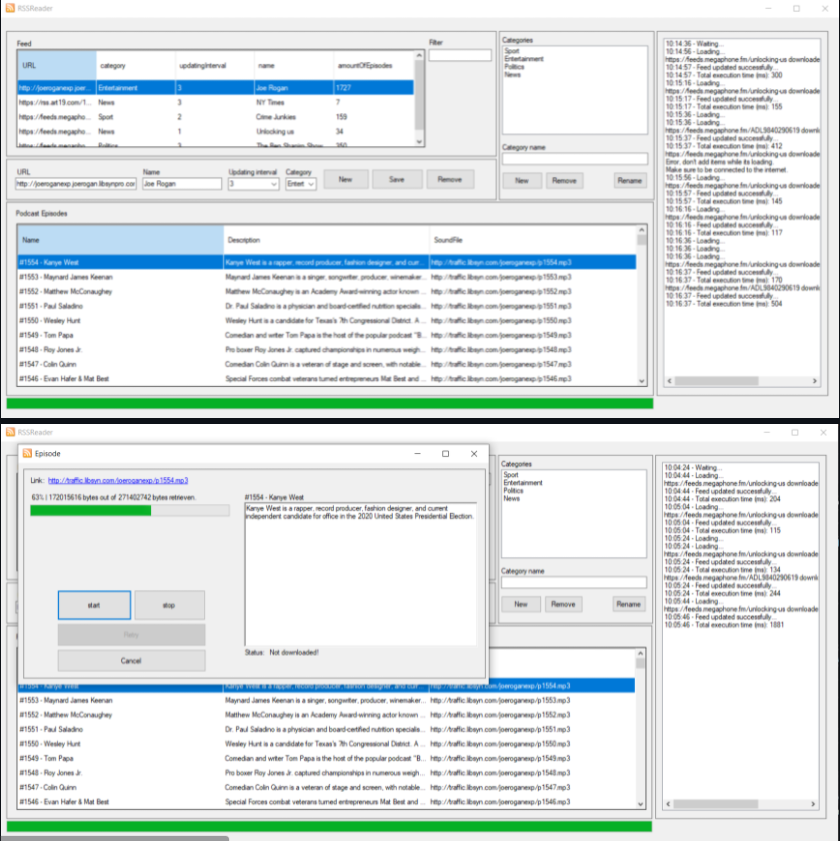 RSSReader
Feed
Filter
URL category updatingInterval name amountOfEpisodes
http://joeroganexp.joer... Entertainment 3 Joe Rogan 1727
https://rss.art19.com/1... News 3 NY Times 7
https://feeds.megapho... Sport 2 Crime Junkies 159
https://feeds.megapho... News 1 Unlocking us 34
https://feeds.megapho... Politics 3 The Ben Shapiro Show
URL Name Updating interval Category
http://joeroganexp.joerogan.libsynpro.cor Joe Rogan 3 Entert New Save Remove
Categories
Sport
Entertainment
Politics
News
Category name
New Remove Rename
10:14:36 - Waiting...
10:14:56 - Loading...
https://feeds.megaphone.fm/unlocking-us downloade
10:14:57 - Feed updated successfully...
10:14:57 - Total execution time (ms): 300
10:15:16 - Loading...
https://feeds.megaphone.fm/unlocking-us downloade
10:15:17 - Feed updated successfully...
10:15:17 - Total execution time (ms): 155
10:15:36 - Loading...
10:15:36 - Loading...
https://feeds.megaphone.fm/ADL9840290619 downl
10:15:37 - Feed updated successfully...
10:15:37 - Total execution time (ms): 412
https://feeds.megaphone.fm/unlocking-us downloade
Error, don't add items while its loading.
Make sure to be connected to the internet.
10:15:56 - Loading...
https://feeds.megaphone.fm/unlocking-us downloade
10:15:57 - Feed updated successfully...
10:15:57 - Total execution time (ms): 145
10:16:16 - Loading...
https://feeds.megaphone.fm/unlocking-us downloade
10:16:16 - Feed updated successfully...
10:16:16 - Total execution time (ms): 117
10:16:36 - Loading...
10:16:36 - Loading...
10:16:36 - Loading...
https://feeds.megaphone.fm/unlocking-us downloade
10:16:37 - Feed updated successfully...
10:16:37 - Total execution time (ms): 170
https://feeds.megaphone.fm/ADL9840290619 downl
10:16:37 - Feed updated successfully...
10:16:37 - Total execution time (ms): 504
Podcast Episodes
Name Description SoundFile
#1554 - Kanye West Kanye West is a rapper, record producer, fashion designer, and curr... http://traffic.libsyn.com/joeroganexp/p1554.mp3
#1553 - Maynard James Keenan Maynard James Keenan is a singer, songwriter, producer, winemaker... http://traffic.libsyn.com/joeroganexp/p1553.mp3
#1552 - Matthew McConaughey Matthew McConaughey is an Academy Award-winning actor known ... http://traffic.libsyn.com/joeroganexp/p1552.mp3
#1551 - Paul Saladino Dr. Paul Saladino is a physician and board-certified nutrition specialis... http://traffic.libsyn.com/joeroganexp/p1551.mp3
#1550 - Wesley Hunt Wesley Hunt is a candidate for Texas's 7th Congressional District. A ... http://traffic.libsyn.com/joeroganexp/p1550.mp3
#1549 - Tom Papa Comedian and writer Tom Papa is the host of the popular podcast "B... http://traffic.libsyn.com/joeroganexp/p1549.mp3
#1548 - Roy Jones Jr. Pro boxer Roy Jones Jr. captured championships in numerous weigh... http://traffic.libsyn.com/joeroganexp/p1548.mp3
#1547 - Colin Quinn Comedian Colin Quinn is a veteran of stage and screen, with notable... http://traffic.libsyn.com/joeroganexp/p1547.mp3
#1546 - Evan Hafer & Mat Best Special Forces combat veterans turned entrepreneurs Mat Best and ... http://traffic.libsyn.com/joeroganexp/p1546.mp3
RSSReader
Episode
Link: http://traffic.libsyn.com/joeroganexp/p1554.mp3
63% | 172015616 bytes out of 271402742 bytes retrieven.
#1554 - Kanye West
Kanye West is a rapper, record producer, fashion designer, and current
independent candidate for office in the 2020 United States Presidential Election.
start stop
Retry
Cancel
Status: Not downloaded!
Categories
Sport
Entertainment
Politics
News
Category name
New Remove Rename
10:04:24 - Waiting...
10:04:44 - Loading...
https://feeds.megaphone.fm/unlocking-us downloade
10:04:44 - Feed updated successfully...
10:04:44 - Total execution time (ms): 204
10:05:04 - Loading...
https://feeds.megaphone.fm/unlocking-us downloade
10:05:04 - Feed updated successfully...
10:05:04 - Total execution time (ms): 115
10:05:24 - Loading...
10:05:24 - Loading...
https://feeds.megaphone.fm/unlocking-us downloade
10:05:24 - Feed updated successfully...
10:05:24 - Total execution time (ms): 134
https://feeds.megaphone.fm/ADL9840290619 downl
10:05:24 - Feed updated successfully...
10:05:24 - Total execution time (ms): 244
10:05:44 - Loading...
https://feeds.megaphone.fm/unlocking-us downloade
10:05:46 - Feed updated successfully...
10:05:46 - Total execution time (ms): 1881
#1554 - Kanye West Kanye West is a rapper, record producer, fashion designer, and curr... http://traffic.libsyn.com/joeroganexp/p1554.mp3
#1553 - Maynard James Keenan Maynard James Keenan is a singer, songwriter, producer, winemaker... http://traffic.libsyn.com/joeroganexp/p1553.mp3
#1552 - Matthew McConaughey Matthew McConaughey is an Academy Award-winning actor known ... http://traffic.libsyn.com/joeroganexp/p1552.mp3
#1551 - Paul Saladino Dr. Paul Saladino is a physician and board-certified nutrition specialis... http://traffic.libsyn.com/joeroganexp/p1551.mp3
#1550 - Wesley Hunt Wesley Hunt is a candidate for Texas's 7th Congressional District. A ... http://traffic.libsyn.com/joeroganexp/p1550.mp3
#1549 - Tom Papa Comedian and writer Tom Papa is the host of the popular podcast "B... http://traffic.libsyn.com/joeroganexp/p1549.mp3
#1548 - Roy Jones Jr. Pro boxer Roy Jones Jr. captured championships in numerous weigh... http://traffic.libsyn.com/joeroganexp/p1548.mp3
#1547 - Colin Quinn Comedian Colin Quinn is a veteran of stage and screen, with notable... http://traffic.libsyn.com/joeroganexp/p1547.mp3
#1546 - Evan Hafer & Mat Best Special Forces combat veterans turned entrepreneurs Mat Best and ... http://traffic.libsyn.com/joeroganexp/p1546.mp3